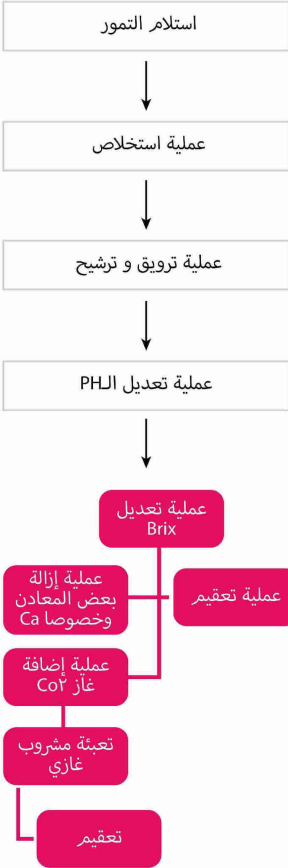 استلام التمور
عملية استخلاص
عملية ترويق و ترشيح
عملية تعديل الـPH
عملية تعديل
Brix
عملية تعقيم
عملية إزالة
بعض المعادن
وخصوصا Ca
عملية إضافة
غاز Co٢
تعبئة مشروب
غازي
تعقيم